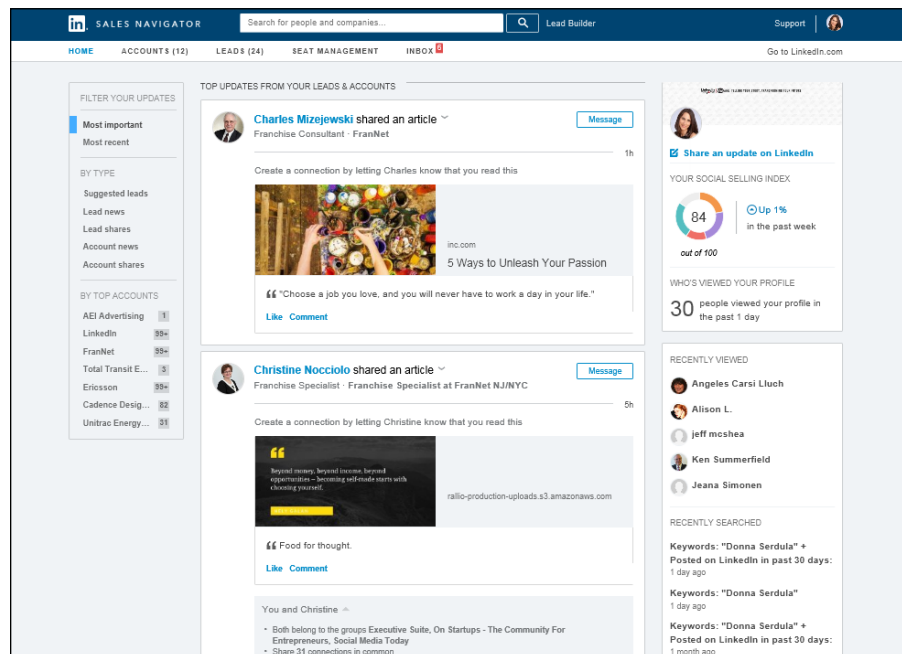 in. SALES NAVIGATOR
Search for people and companies...
Lead Builder
Support
HOME
ACCOUNTS (12)
LEADS (24)
SEAT MANAGEMENT
INBOX 6
Go to LinkedIn.com
FILTER YOUR UPDATES
Most important
Most recent
BY TYPE
Suggested leads
Lead news
Lead shares
Account news
Account shares
BY TOP ACCOUNTS
AEI Advertising 1
LinkedIn 99+
FranNet 99+
Total Transit E... 3
Ericsson 99+
Cadence Desig... 82
Unitrac Energy... 31
TOP UPDATES FROM YOUR LEADS & ACCOUNTS
Charles Mizejewski shared an article
Message
Franchise Consultant · FranNet
1h
Create a connection by letting Charles know that you read this
inc.com
5 Ways to Unleash Your Passion
"Choose a job you love, and you will never have to work a day in your life."
Like Comment
Christine Nocciolo shared an article
Message
Franchise Specialist · Franchise Specialist at FranNet NJ/NYC
5h
Create a connection by letting Christine know that you read this
Beyond money, beyond income, beyond
opportunities – becoming self-made starts with
choosing yourself.
rallio-production-uploads.s3.amazonaws.com
Food for thought.
Like Comment
You and Christine
• Both belong to the groups Executive Suite, On Startups - The Community For
Entrepreneurs, Social Media Today
• Share 31 connections in common
Share an update on LinkedIn
YOUR SOCIAL SELLING INDEX
84
Up 1%
in the past week
out of 100
WHO'S VIEWED YOUR PROFILE
30 people viewed your profile in
the past 1 day
RECENTLY VIEWED
Angeles Carsi Lluch
Alison L.
jeff mcshea
Ken Summerfield
Jeana Simonen
RECENTLY SEARCHED
Keywords: "Donna Serdula" +
Posted on LinkedIn in past 30 days:
1 day ago
Keywords: "Donna Serdula"
1 day ago
Keywords: "Donna Serdula" +
Posted on LinkedIn in past 30 days:
1 month ago